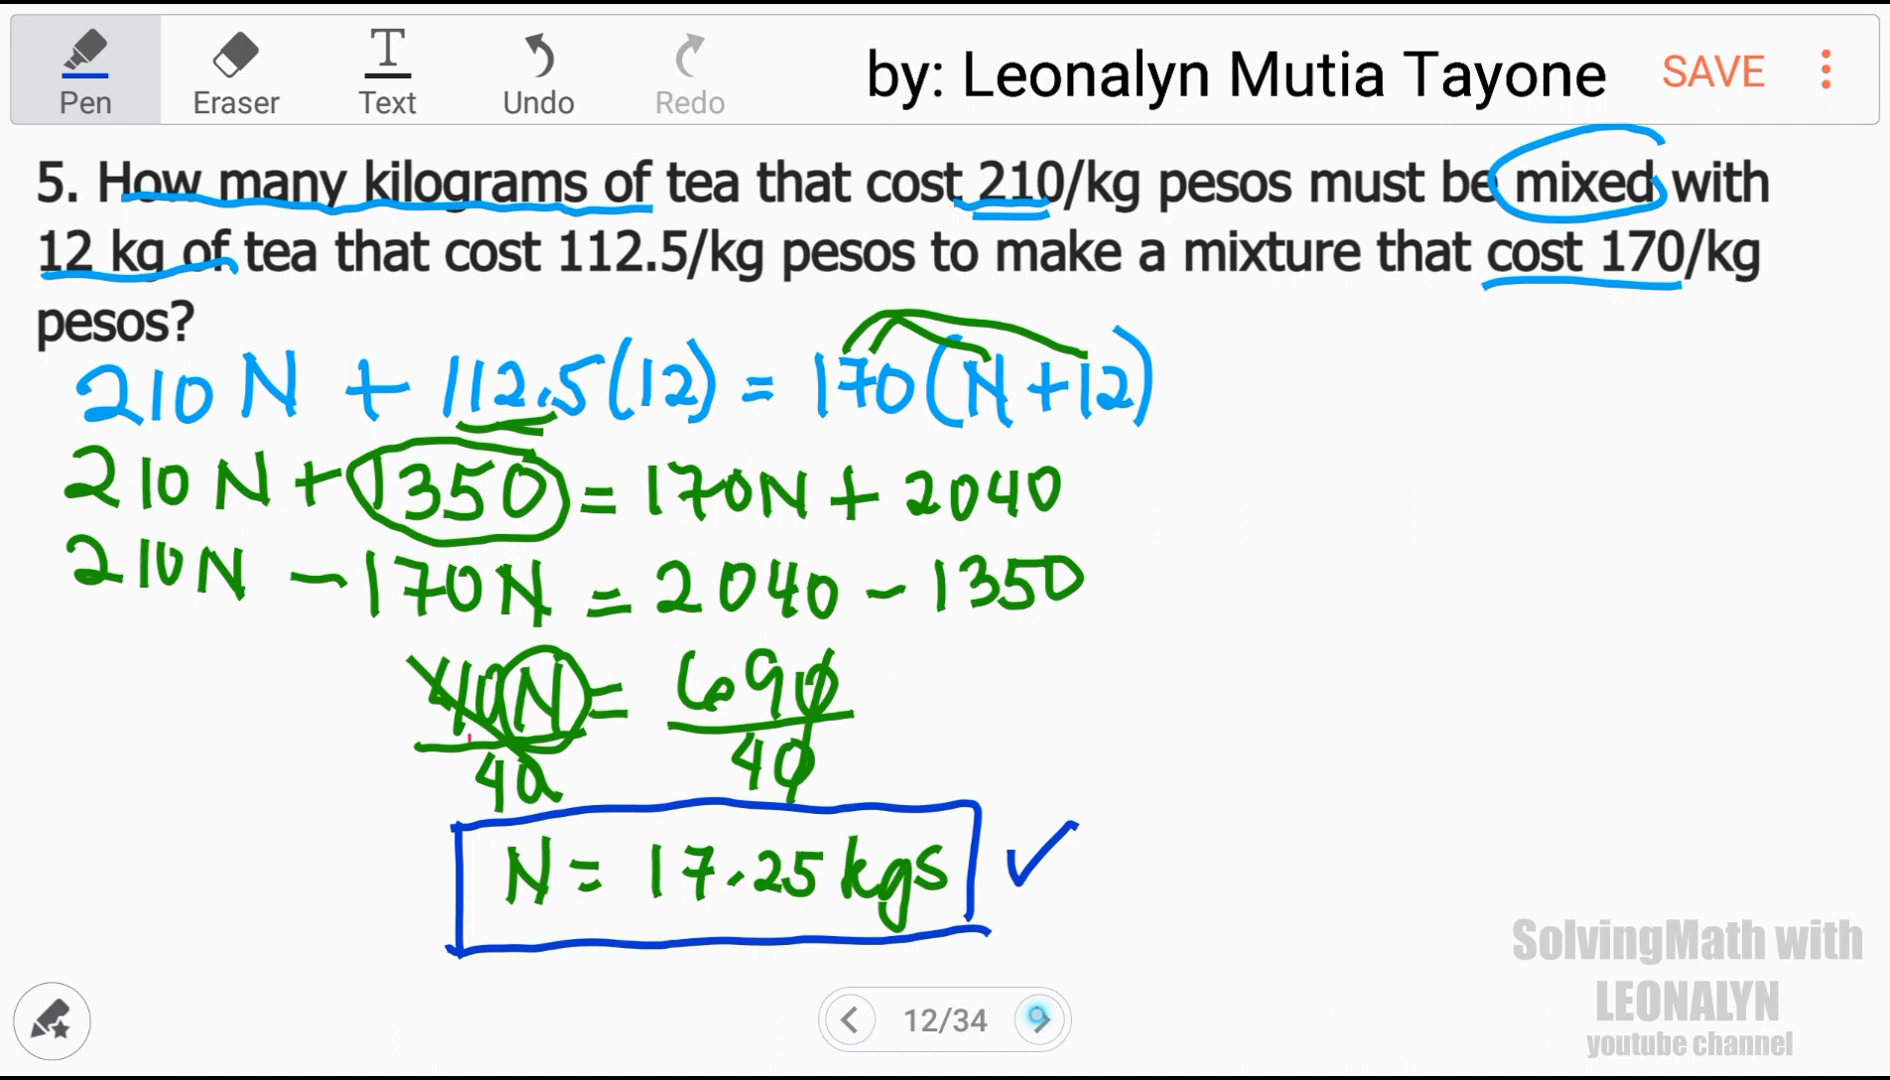 Pen Eraser Text Undo Redo by: Leonalyn Mutia Tayone SAVE
5. How many kilograms of tea that cost 210/kg pesos must be mixed with
12 kg of tea that cost 112.5/kg pesos to make a mixture that cost 170/kg
pesos?
210N + 112.5(12) = 170(N+12)
210N+1350=170N+2040
210N-170N=2040-1350
40N = 690
40 40
N = 17.25 kgs
12/34
SolvingMath with
LEONALYN
youtube channel